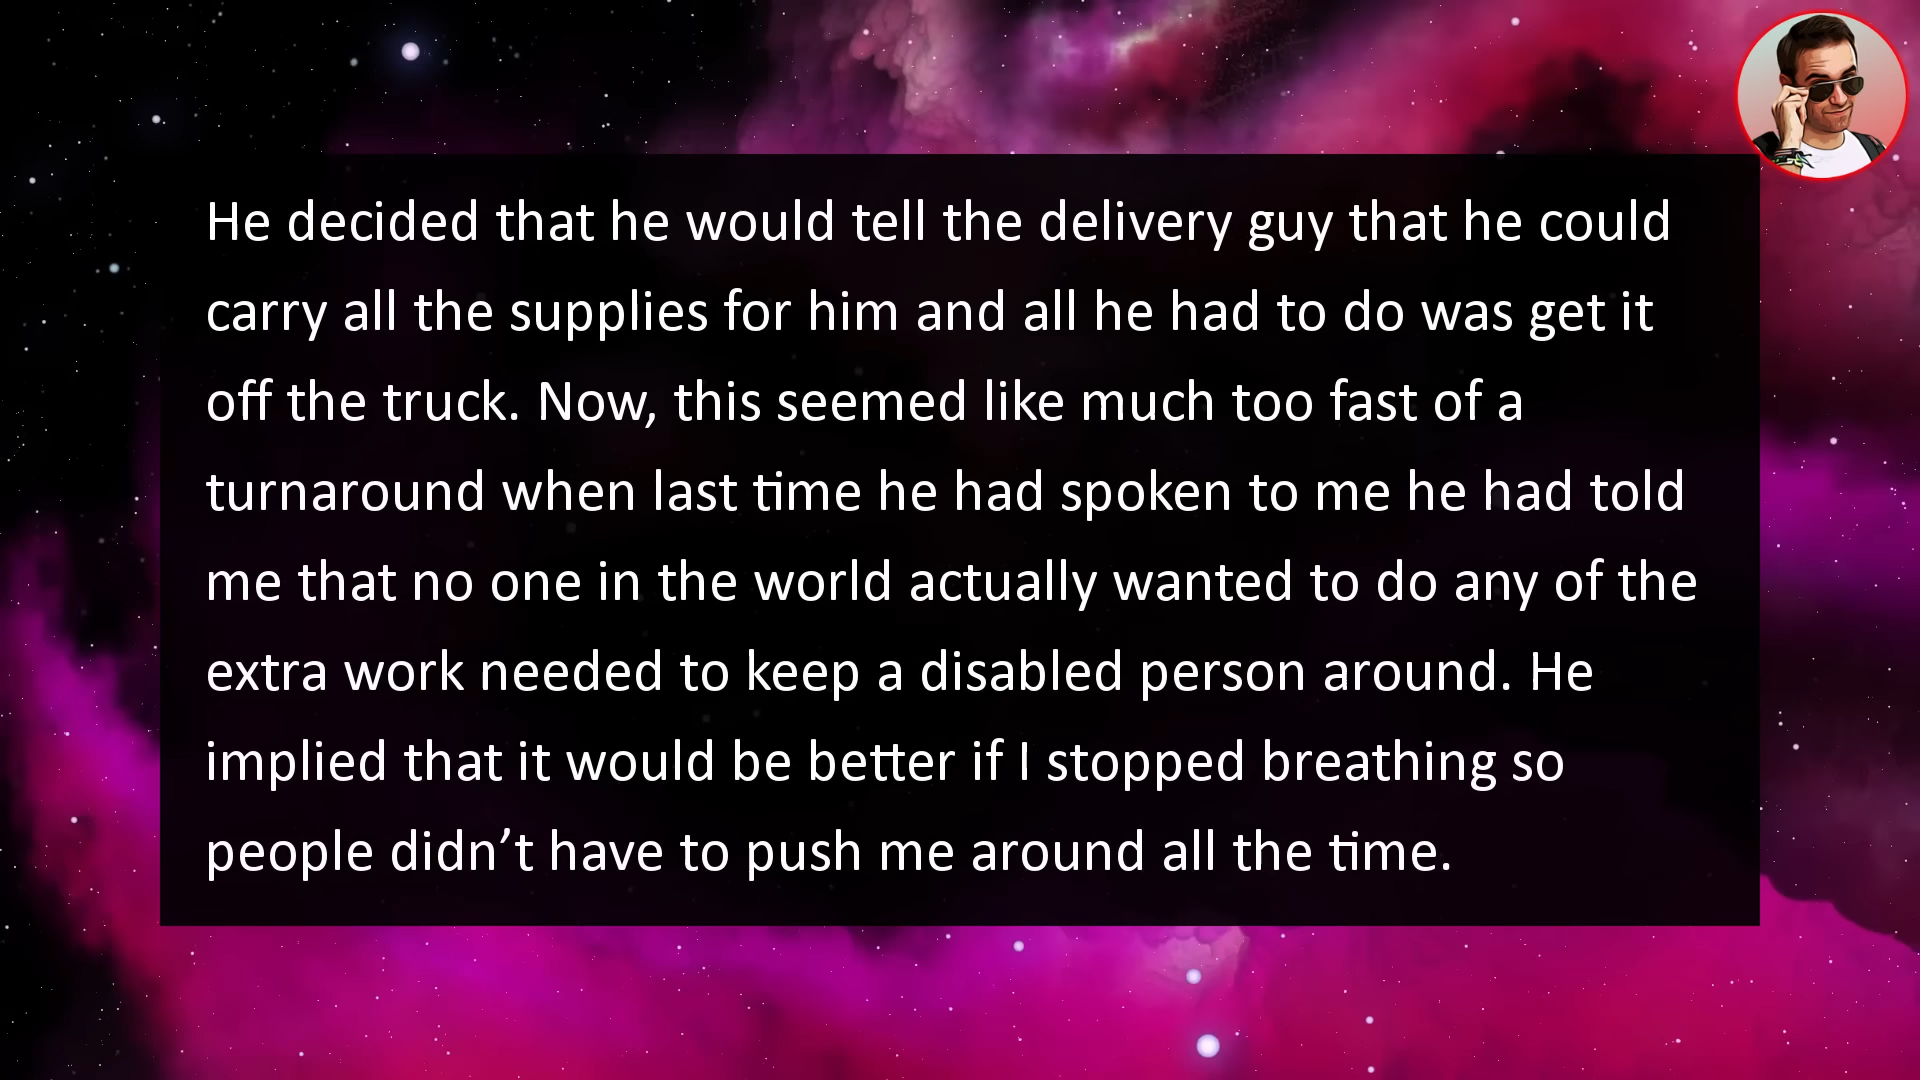 He decided that he would tell the delivery guy that he could
carry all the supplies for him and all he had to do was get it
off the truck. Now, this seemed like much too fast of a
turnaround when last time he had spoken to me he had told
me that no one in the world actually wanted to do any of the
extra work needed to keep a disabled person around. He
implied that it would be better if I stopped breathing so
people didn’t have to push me around all the time.